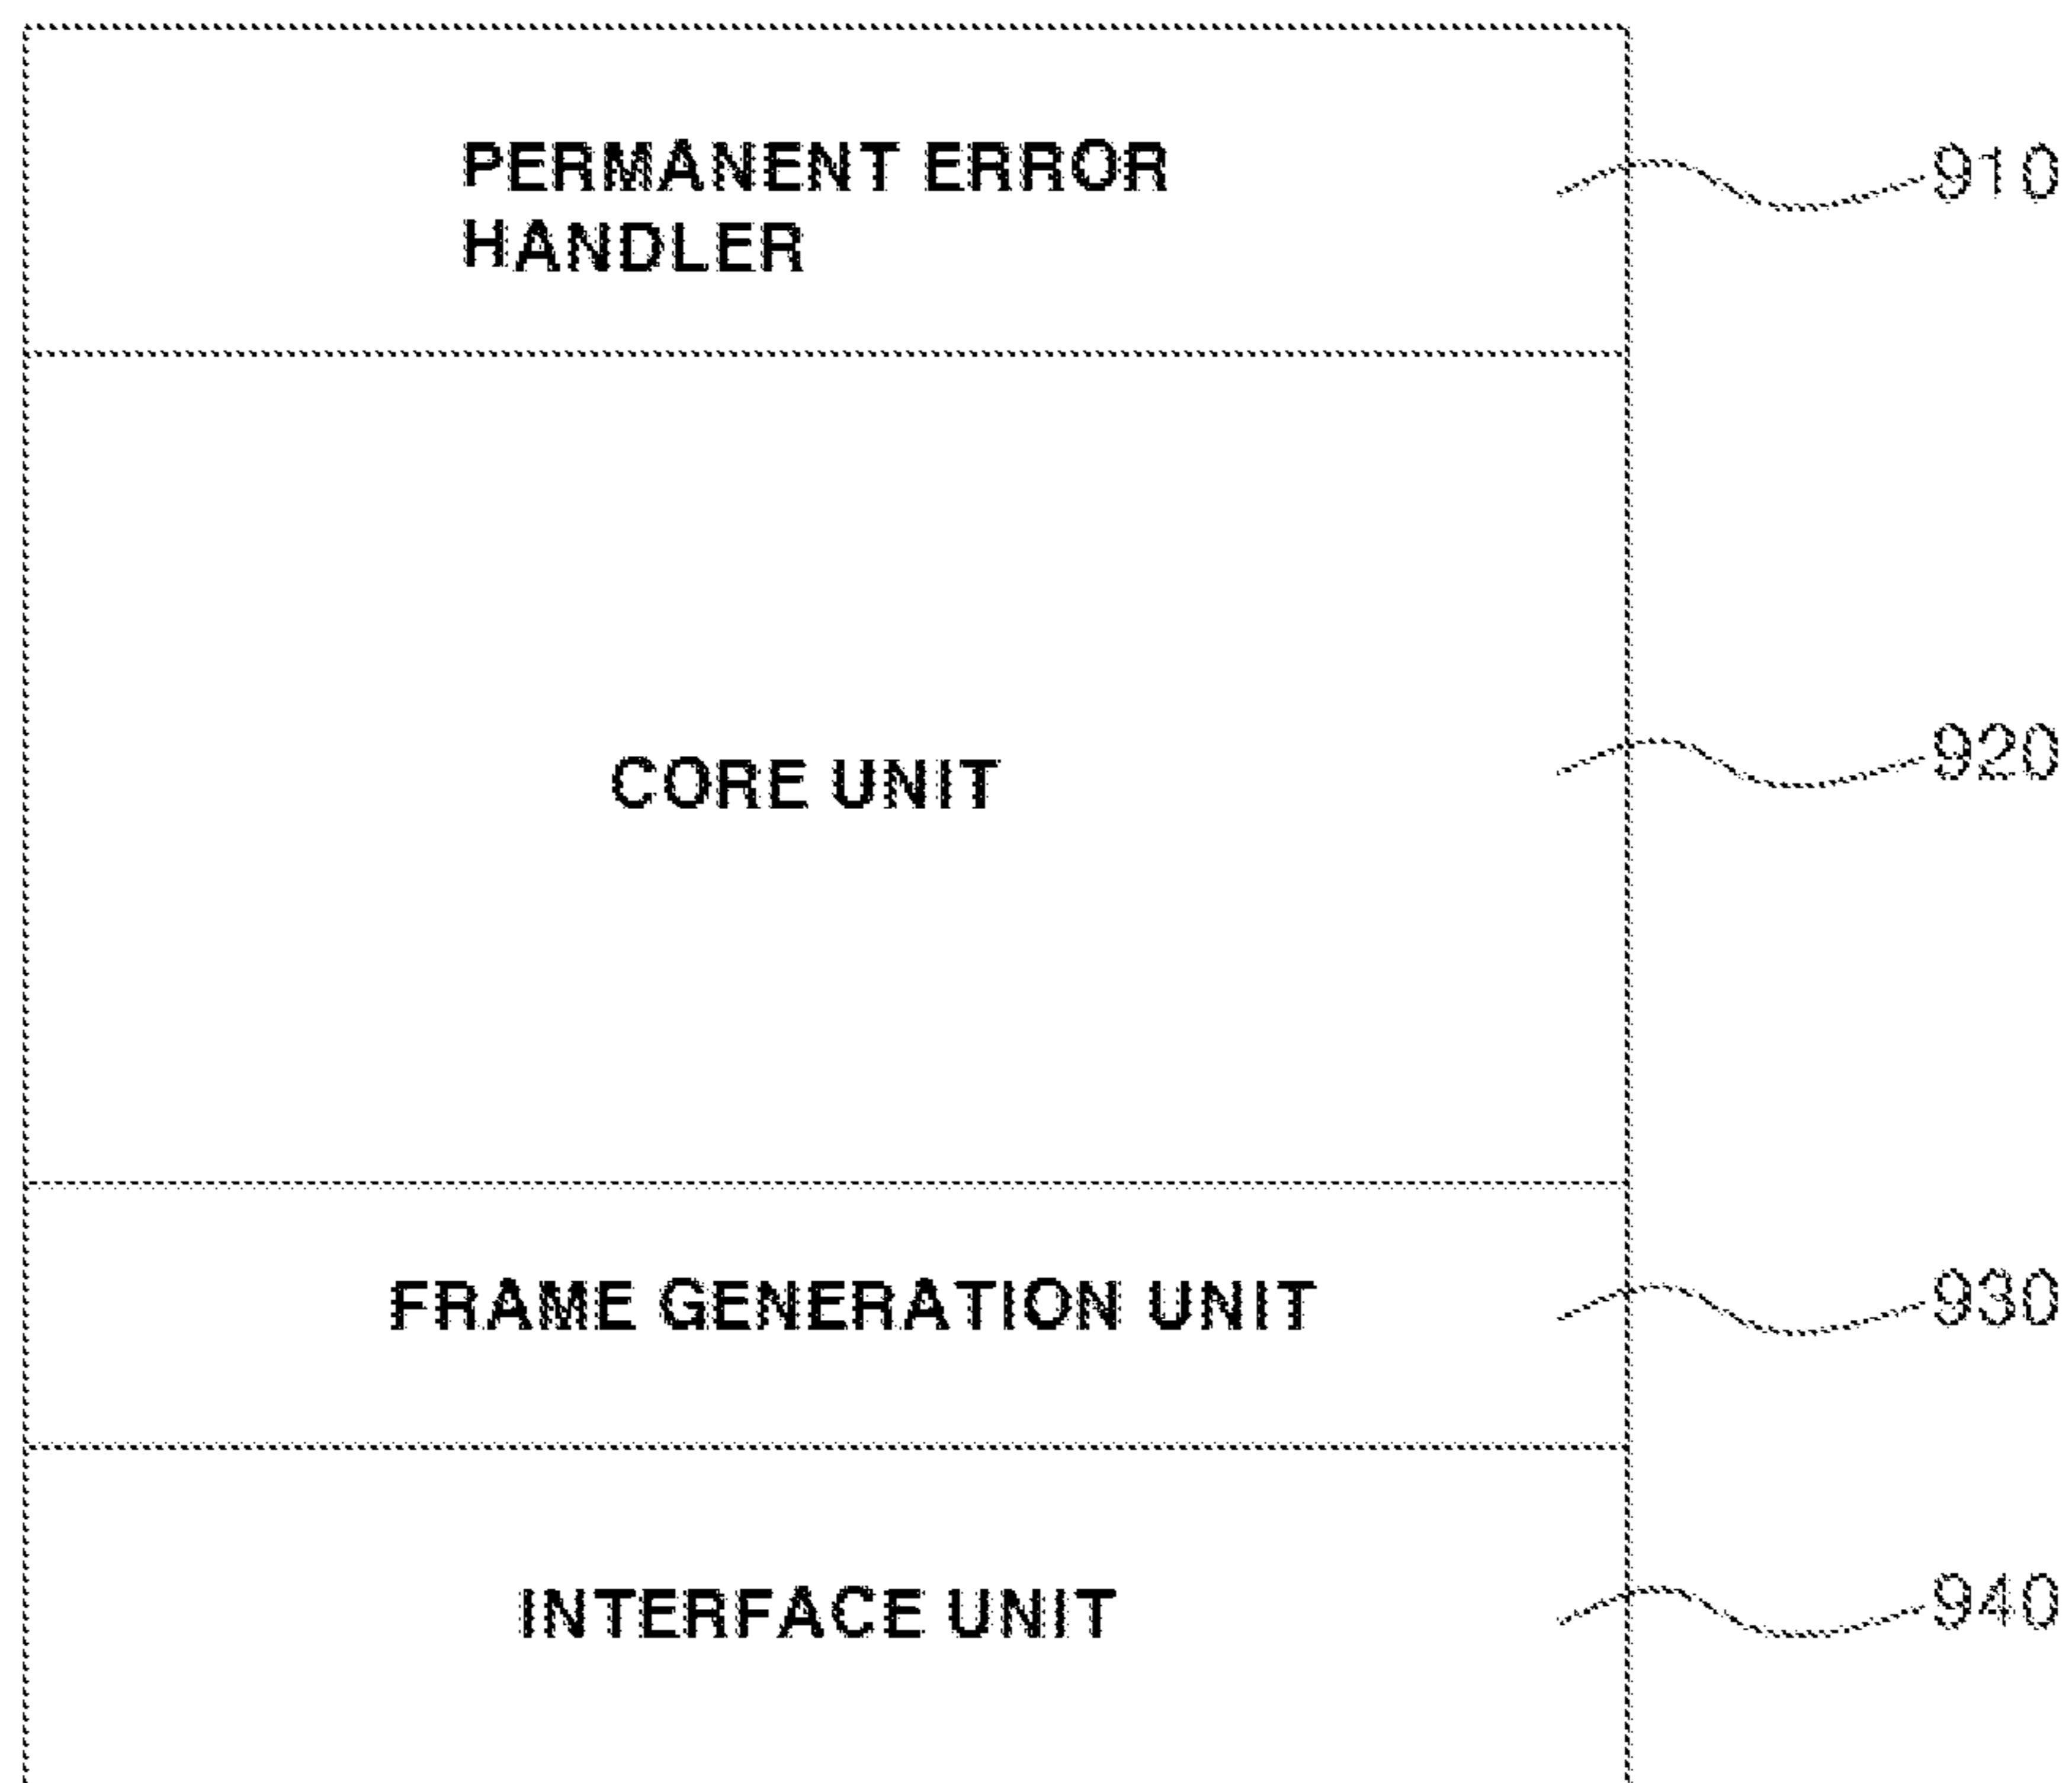 PERMANENT ERROR
HANDLER
910
CORE UNIT
920
FRAME GENERATION UNIT
930
INTERFACE UNIT
940